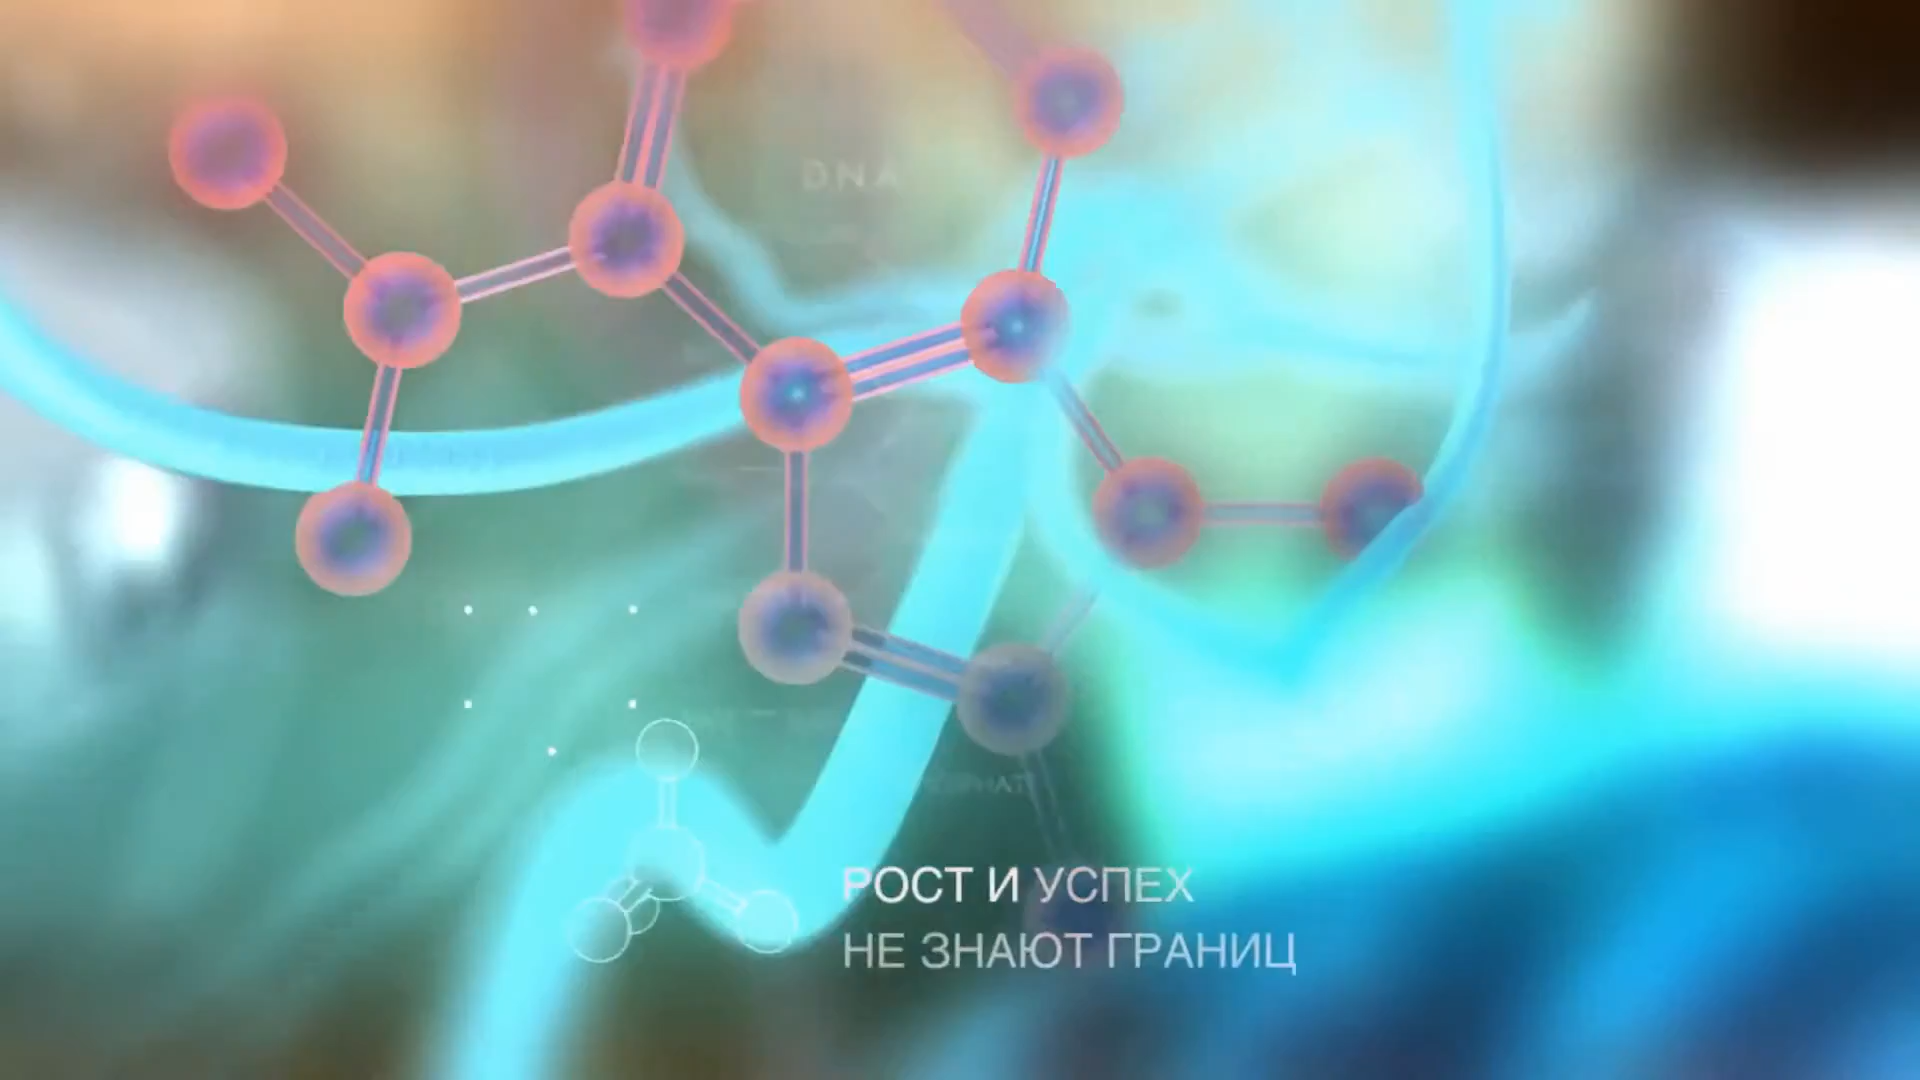 DNA
РОСТ И УСПЕХ
НЕ ЗНАЮТ ГРАНИЦ